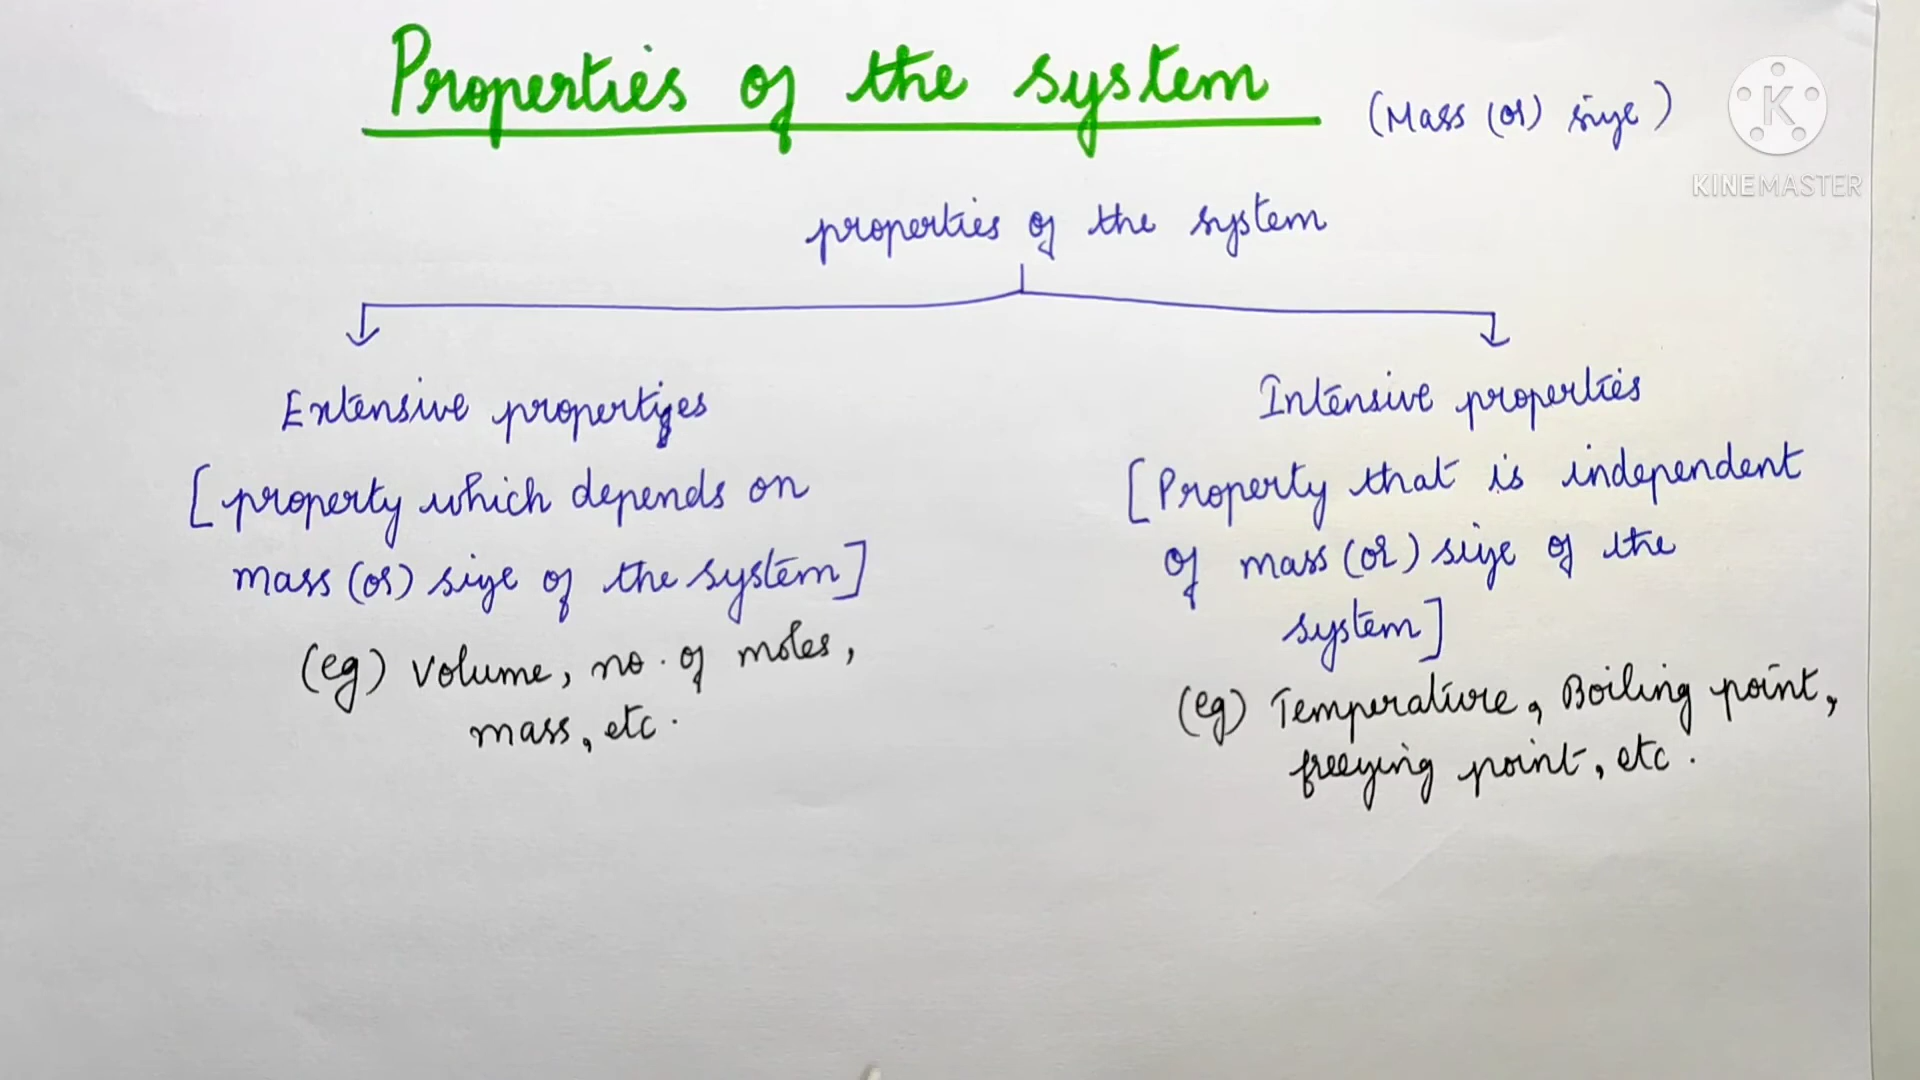 Properties of the system
(Mass (or) size)
KINEMASTER
properties of the system
Extensive properties
[property which depends on
mass (or) size of the system]
(eg) Volume, no. of moles,
mass, etc.
Intensive properties
[Property that is independent
of mass (or) size of the
system]
(eg) Temperature, Boiling point,
freezing point, etc.